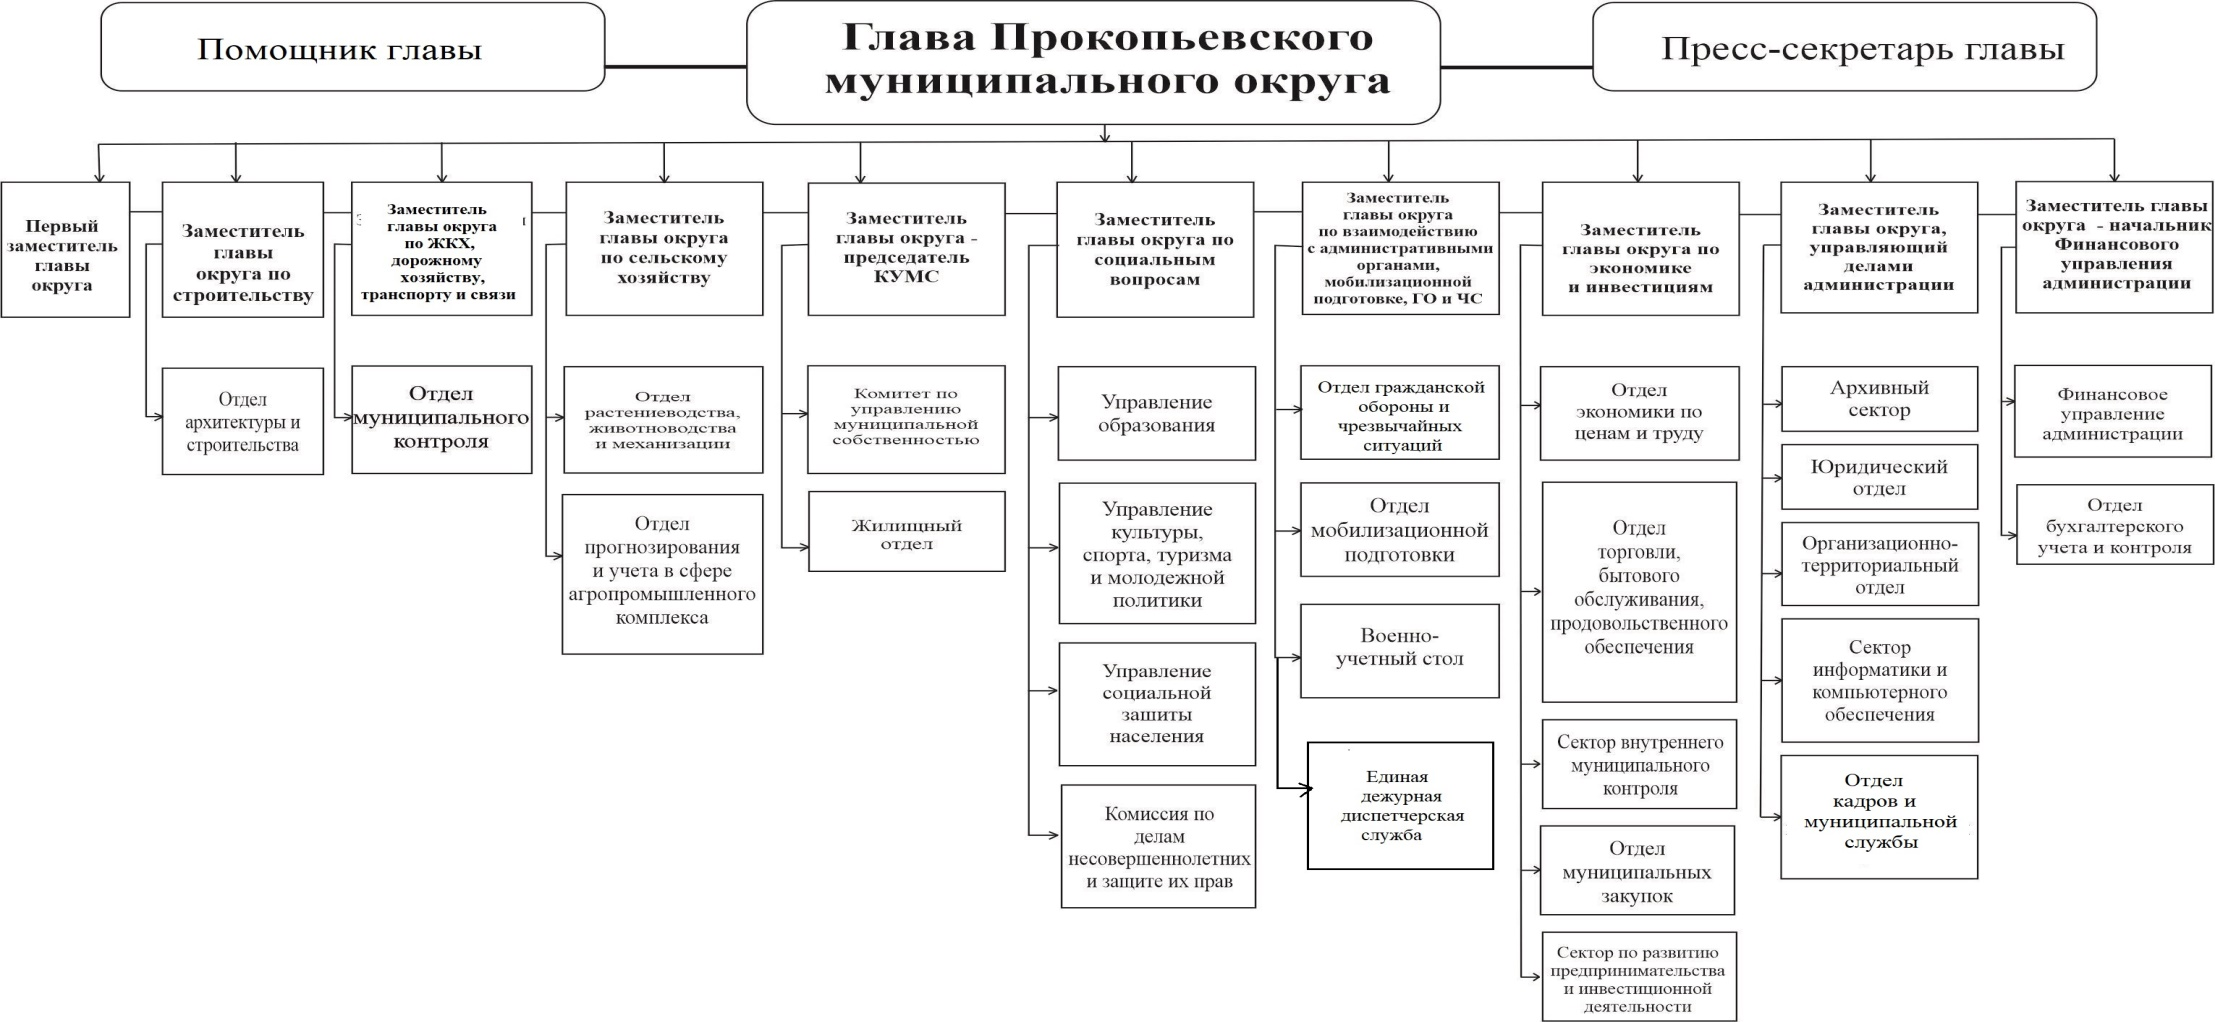 Помощник главы
Глава Прокопьевского
муниципального округа
Пресс-секретарь главы
Первый
заместитель
главы
округа
Заместитель
главы
округа по
строительству
Заместитель
главы округа
по ЖКХ,
дорожному
хозяйству,
транспорту и связи
Заместитель
главы округа
по сельскому
хозяйству
Заместитель
главы округа -
председатель
КУМС
Заместитель
главы округа по
социальным
вопросам
Заместитель
главы округа
по взаимодействию
с административными
органами,
мобилизационной
подготовке, ГО и ЧС
Заместитель
главы округа по
экономике
и инвестициям
Заместитель
главы округа,
управляющий
делами
администрации
Заместитель главы
округа - начальник
Финансового
управления
администрации
Отдел
архитектуры и
строительства
Отдел
муниципального
контроля
Отдел
растениеводства,
животноводства
и механизации
Отдел
прогнозирования
и учета в сфере
агропромышленного
комплекса
Комитет по
управлению
муниципальной
собственностью
Жилищный
отдел
Управление
образования
Управление
культуры,
спорта, туризма
и молодежной
политики
Управление
социальной
зашиты
населения
Комиссия по
делам
несовершеннолетних
и защите их прав
Отдел гражданской
обороны и
чрезвычайных
ситуаций
Отдел
мобилизационной
подготовки
Военно-
учетный стол
Единая
дежурная
диспетчерская
служба
Отдел
экономики по
ценам и труду
Отдел
торговли,
бытового
обслуживания,
продовольственного
обеспечения
Сектор внутреннего
муниципального
контроля
Отдел
муниципальных
закупок
Сектор по развитию
предпринимательства
и инвестиционной
деятельности
Архивный
сектор
Юридический
отдел
Организационно-
территориальный
отдел
Сектор
информатики и
компьютерного
обеспечения
Отдел
кадров и
муниципальной
службы
Финансовое
управление
администрации
Отдел
бухгалтерского
учета и контроля